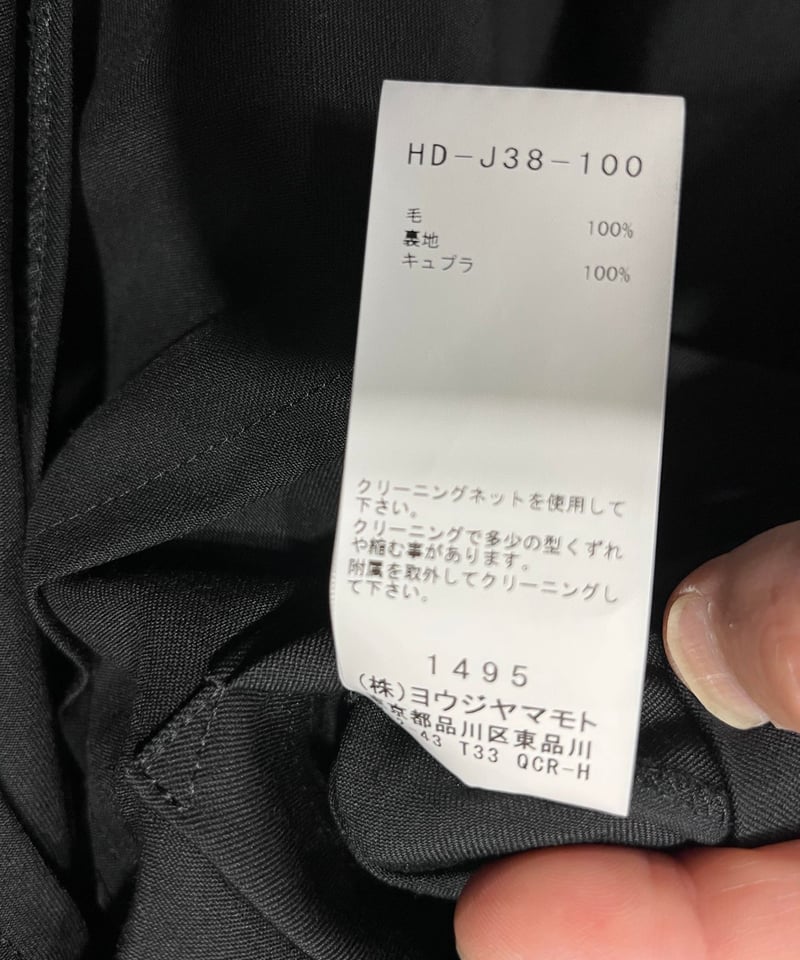 HD-J38-100
毛 100%
裏地
キュプラ 100%
クリーニングネットを使用して
下さい。
クリーニングで多少の型くずれ
や縮む事があります。
附属を取外してクリーニングし
て下さい。
1495
(株)ヨウジヤマモト
京都品川区東品川
43 T33 QCR-H